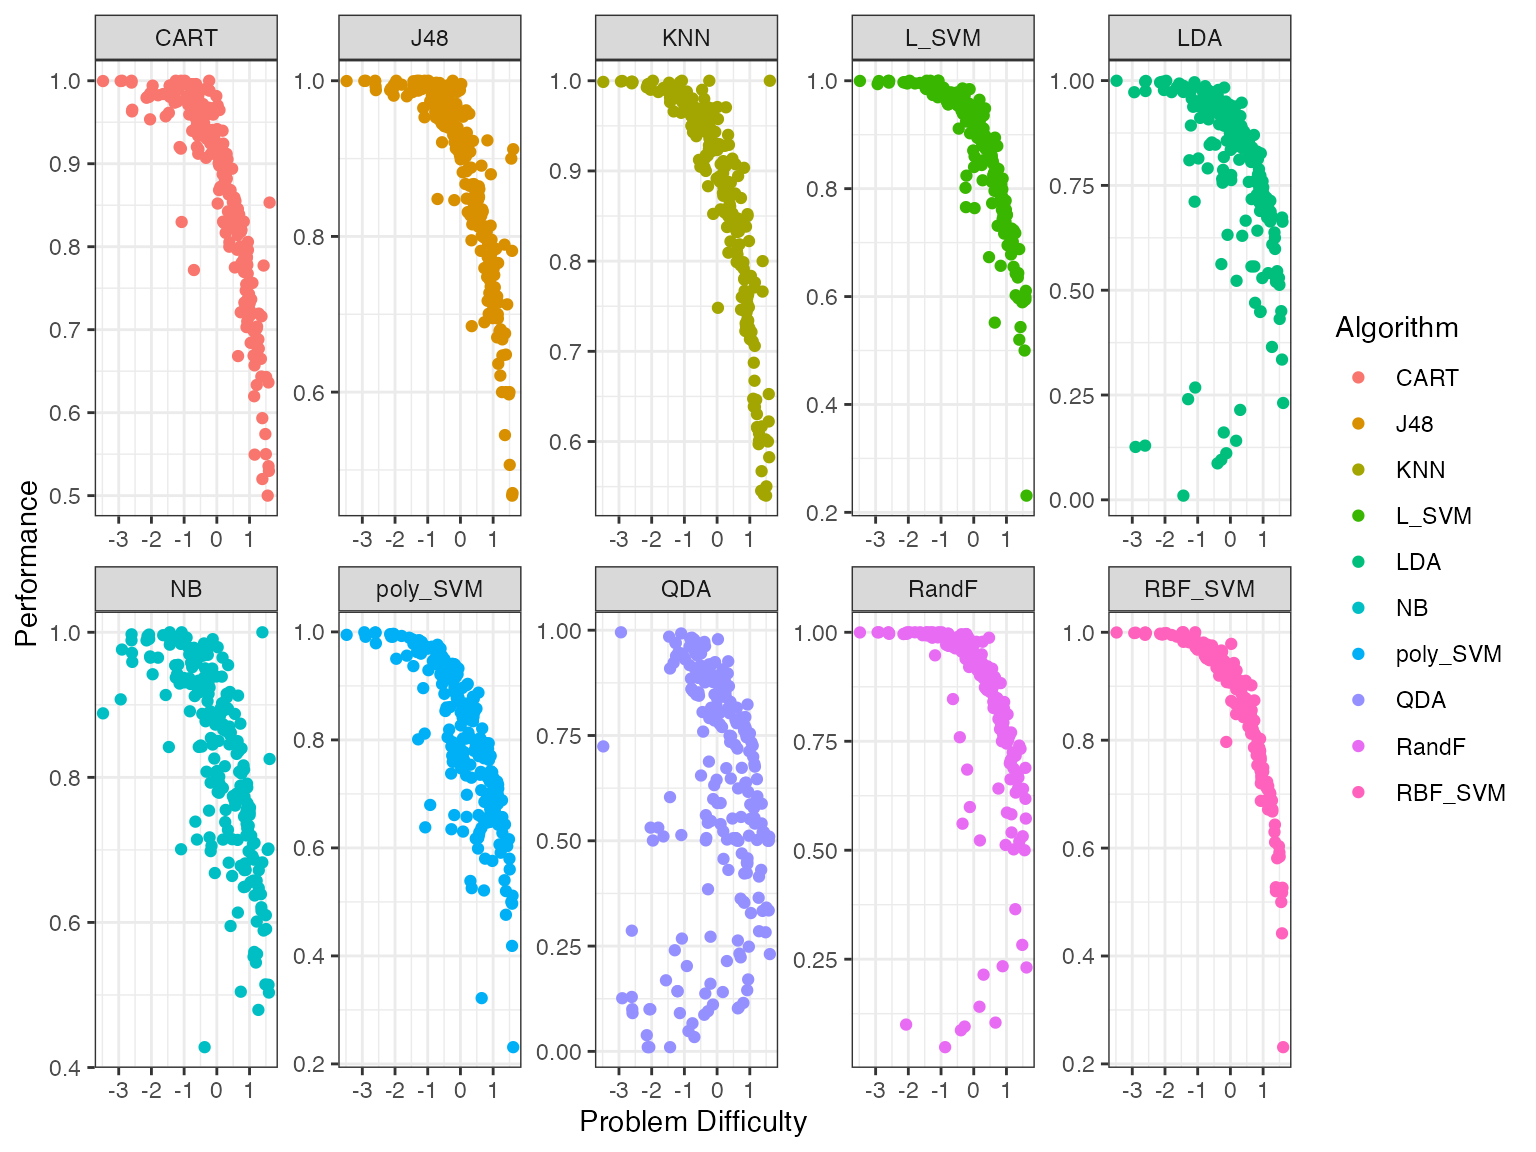 CART J48 KNN L_SVM LDA
1.0 0.9 0.8 0.7 0.6 0.5
1.0 0.8 0.6
1.0 0.9 0.8 0.7 0.6
1.0 0.8 0.6 0.4 0.2
1.00 0.75 0.50 0.25 0.00
-3 -2 -1 0 1 -3 -2 -1 0 1 -3 -2 -1 0 1 -3 -2 -1 0 1 -3 -2 -1 0 1
Performance
NB poly_SVM QDA RandF RBF_SVM
1.0 0.8 0.6 0.4
1.0 0.8 0.6 0.4 0.2
1.00 0.75 0.50 0.25 0.00
1.00 0.75 0.50 0.25
1.0 0.8 0.6 0.4 0.2
-3 -2 -1 0 1 -3 -2 -1 0 1 -3 -2 -1 0 1 -3 -2 -1 0 1 -3 -2 -1 0 1
Problem Difficulty
Algorithm
CART
J48
KNN
L_SVM
LDA
NB
poly_SVM
QDA
RandF
RBF_SVM